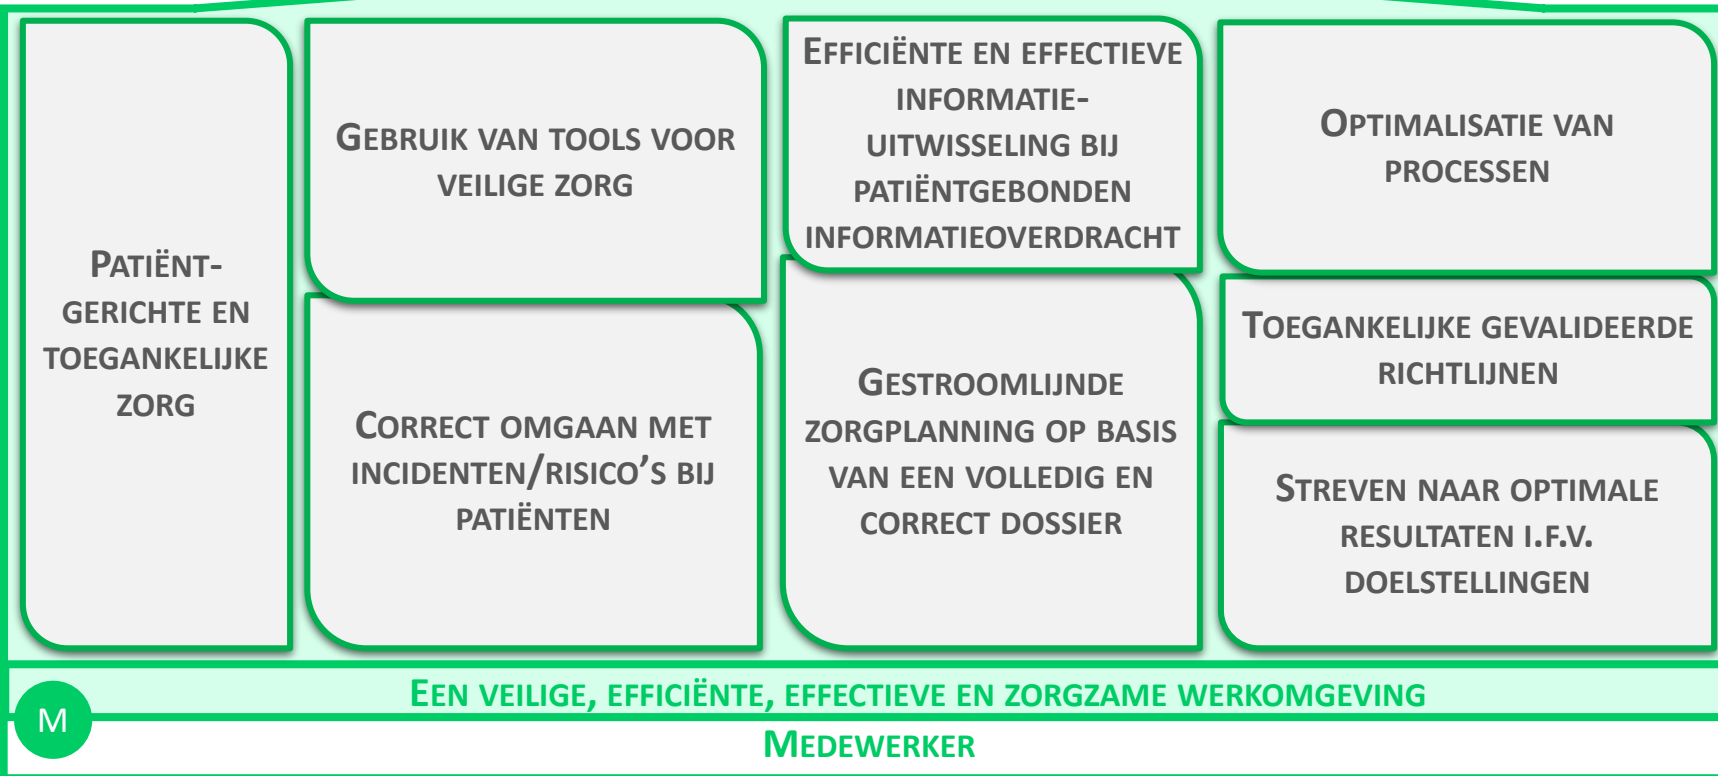 Patiënt-
gerichte en
toegankelijke
zorg
Gebruik van tools voor
veilige zorg
Correct omgaan met
incidenten/risico's bij
patiënten
Efficiënte en effectieve
informatie-
uitwisseling bij
patiëntgebonden
informatieoverdracht
Gestroomlijnde
zorgplanning op basis
van een volledig en
correct dossier
Optimalisatie van
processen
Toegankelijke gevalideerde
richtlijnen
Streven naar optimale
resultaten i.f.v.
doelstellingen
Een veilige, efficiënte, effectieve en zorgzame werkomgeving
M
Medewerker